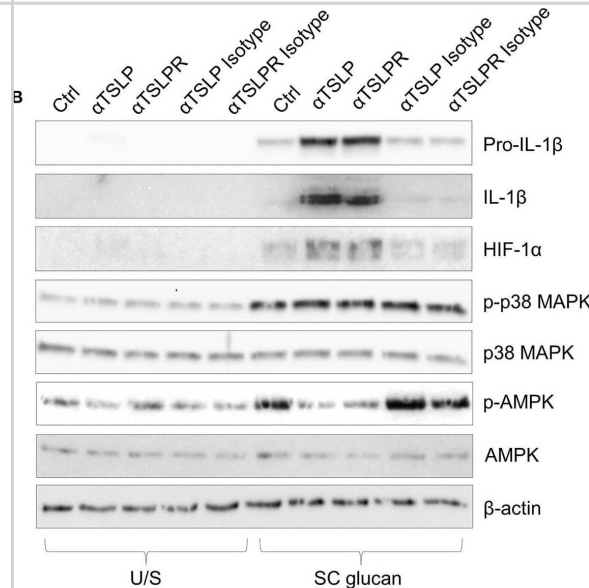 B
Ctrl
αTSLP
αTSLPR
αTSLP Isotype
αTSLPR Isotype
Ctrl
αTSLP
αTSLPR
αTSLP Isotype
αTSLPR Isotype
Pro-IL-1β
IL-1β
HIF-1α
p-p38 MAPK
p38 MAPK
p-AMPK
AMPK
β-actin
U/S
SC glucan